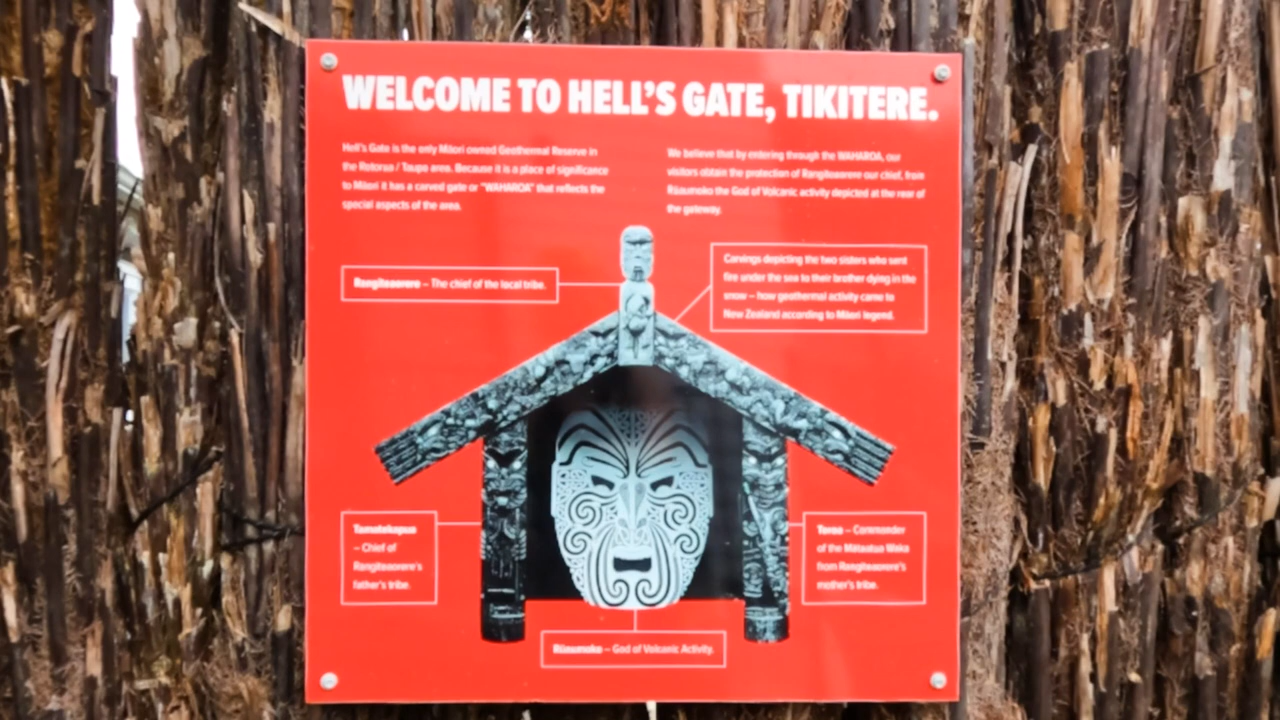 WELCOME TO HELL'S GATE, TIKITERE.
Hell's Gate is the only Māori owned Geothermal Reserve in
the Rotorua / Taupo area. Because it is a place of significance
to Māori it has a carved gate or "WAHAROA" that reflects the
special aspects of the area.
We believe that by entering through the WAHAROA, our
visitors obtain the protection of Rangiteaorere our chief, from
Rūaumoko the God of Volcanic activity depicted at the rear of
the gateway.
Rangiteaorere – The chief of the local tribe.
Carvings depicting the two sisters who sent
fire under the sea to their brother dying in the
snow – how geothermal activity came to
New Zealand according to Māori legend.
Tamatekapua
– Chief of
Rangiteaorere's
father's tribe.
Toroa – Commander
of the Mātaatua Waka
from Rangiteaorere's
mother's tribe.
Rūaumoko – God of Volcanic Activity.